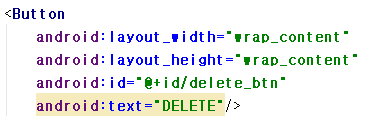 <Button
android:layout_width="wrap_content"
android:layout_height="wrap_content"
android:id="@+id/delete_btn"
android:text="DELETE"/>